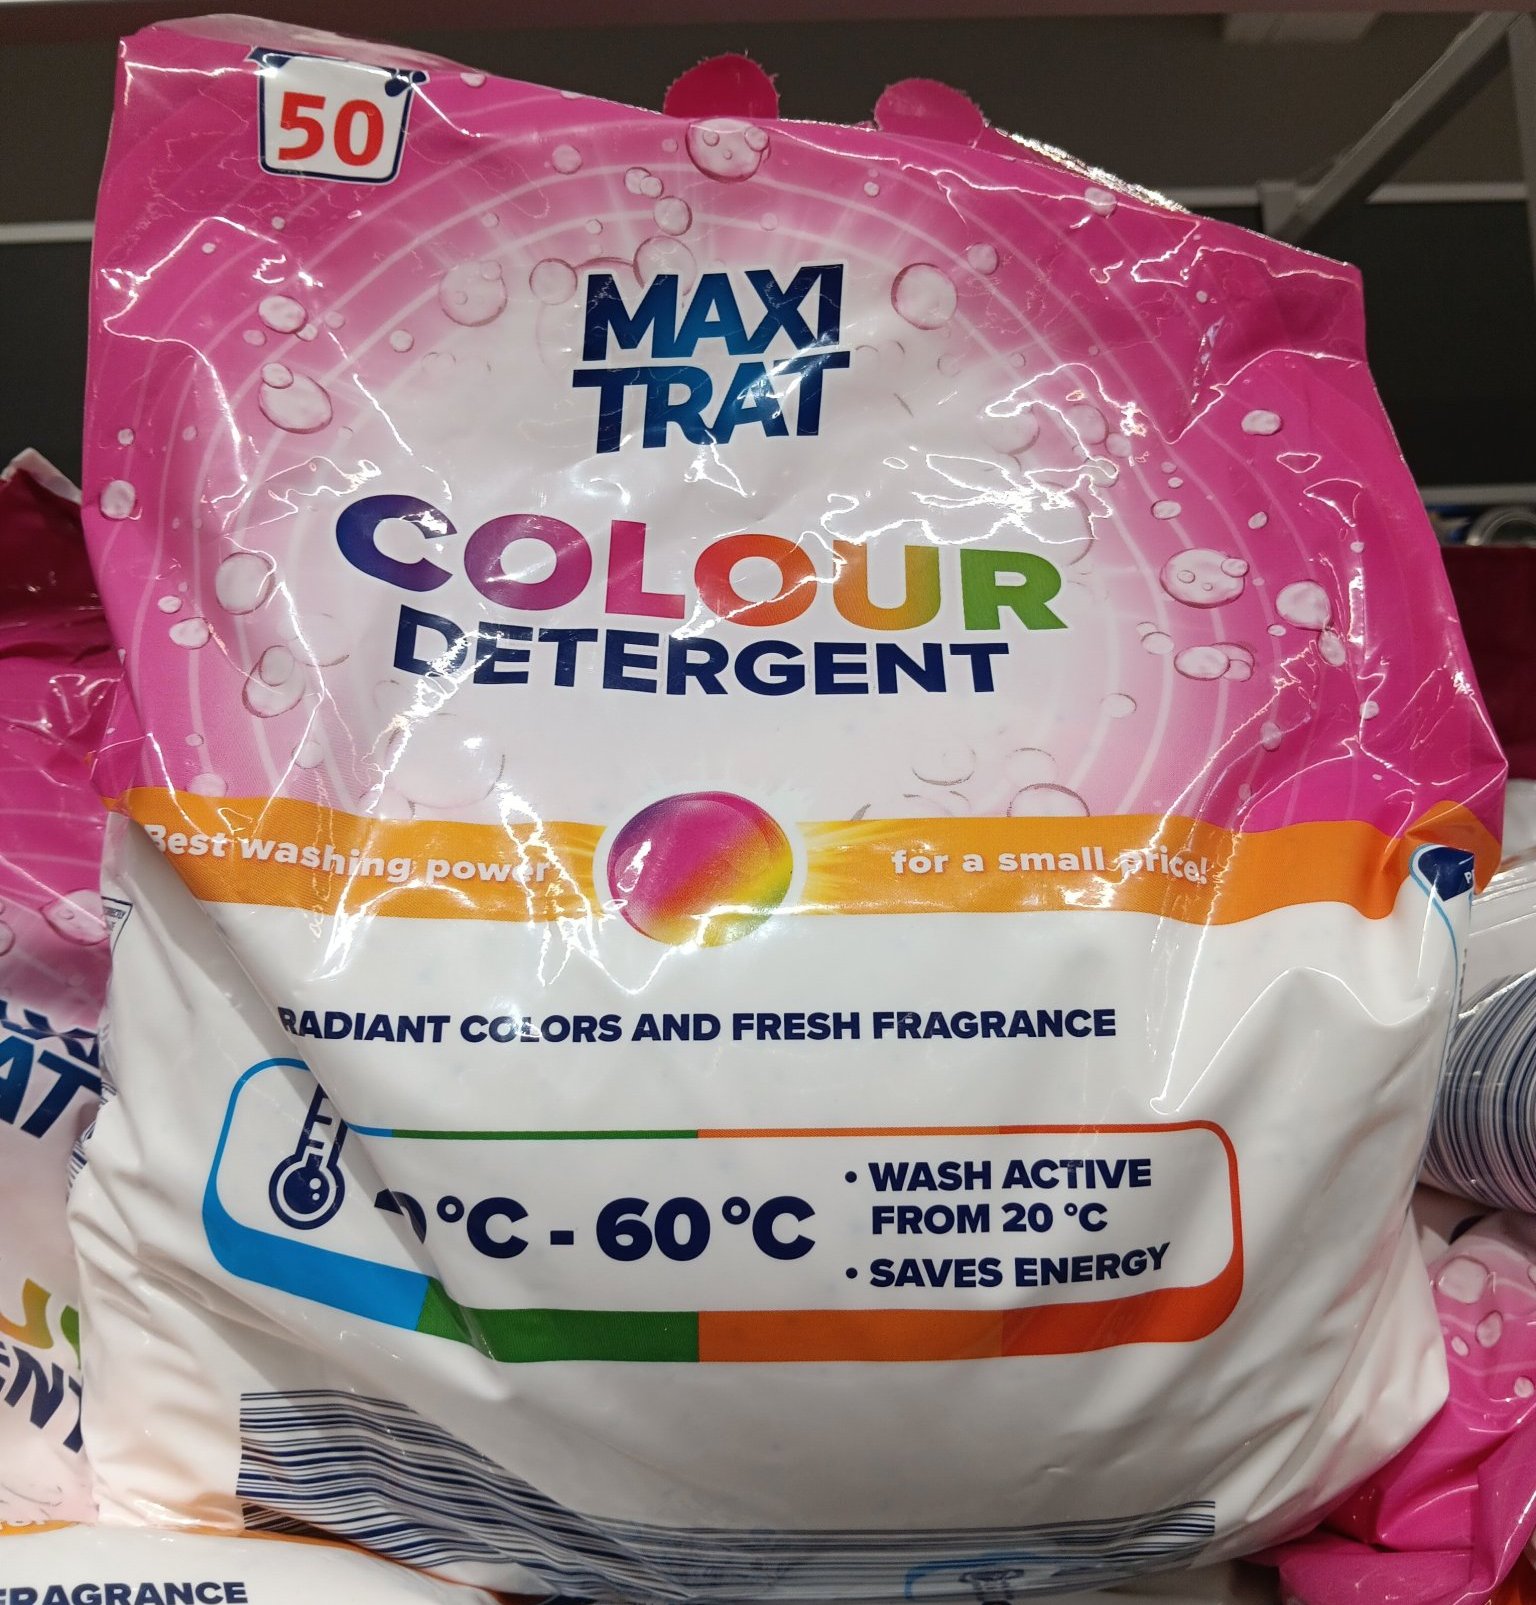 50
MAXI
TRAT
COLOUR
DETERGENT
Best washing power for a small price!
RADIANT COLORS AND FRESH FRAGRANCE
°C - 60 °C
• WASH ACTIVE
FROM 20 °C
• SAVES ENERGY
FRAGRANCE